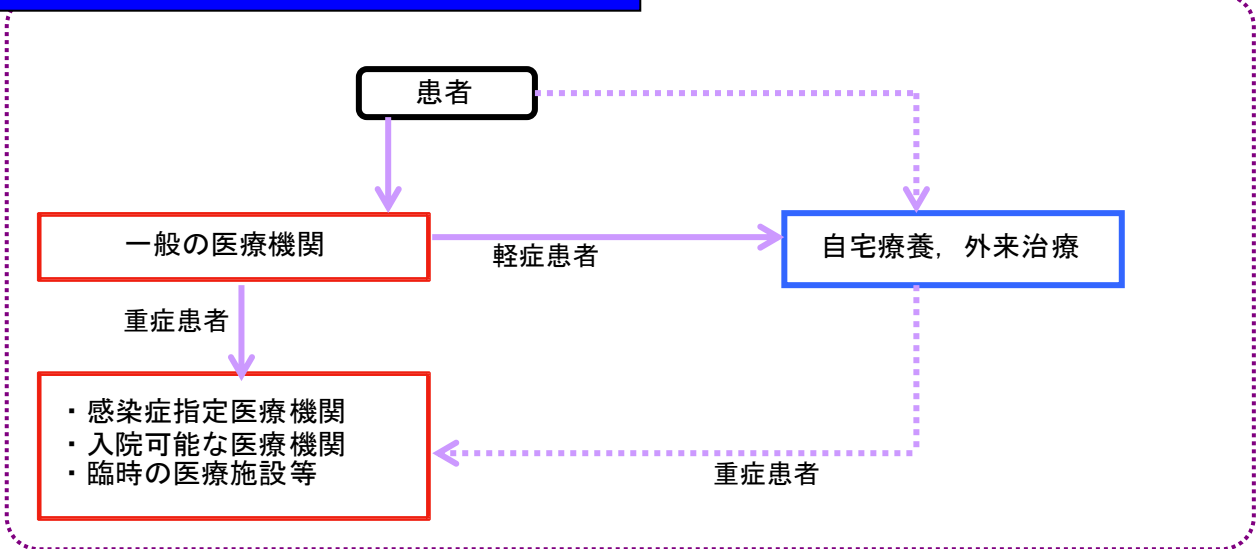 患者
一般の医療機関
軽症患者
自宅療養，外来治療
重症患者
・感染症指定医療機関
・入院可能な医療機関
・臨時の医療施設等
重症患者